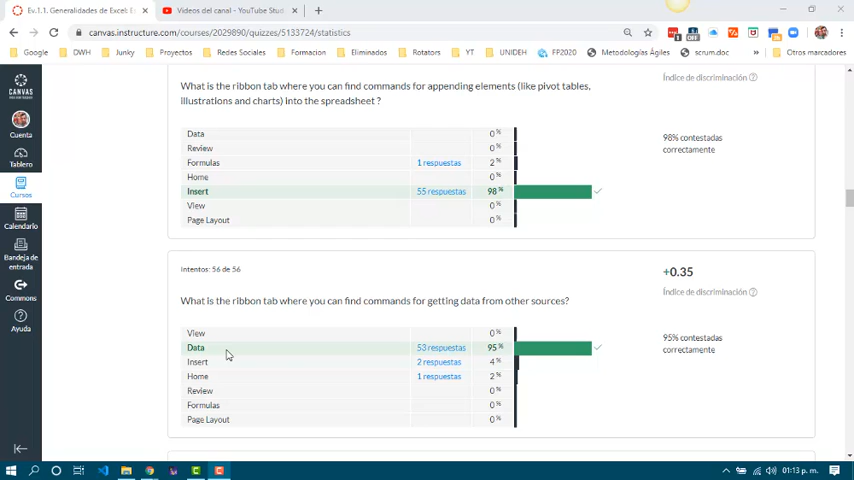 Ev.1.1. Generalidades de Excel: E:
Videos del canal - YouTube Stud
canvas.instructure.com/courses/2029890/quizzes/5133724/statistics
Google
DWH
Junky
Proyectos
Redes Sociales
Formacion
Eliminados
Rotators
YT
UNIDEH
FP2020
Metodologías Ágiles
scrum.doc
Otros marcadores
What is the ribbon tab where you can find commands for appending elements (like pivot tables,
illustrations and charts) into the spreadsheet ?
Índice de discriminación
Data 0%
Review 0%
Formulas 1 respuestas 2%
Home 0%
Insert 55 respuestas 98%
View 0%
Page Layout 0%
98% contestadas
correctamente
Intentos: 56 de 56
+0.35
Índice de discriminación
What is the ribbon tab where you can find commands for getting data from other sources?
View 0%
Data 53 respuestas 95%
Insert 2 respuestas 4%
Home 1 respuestas 2%
Review 0%
Formulas 0%
Page Layout 0%
95% contestadas
correctamente
CANVAS
Cuenta
Tablero
Cursos
Calendario
Bandeja de
entrada
Commons
Ayuda
01:13 p. m.